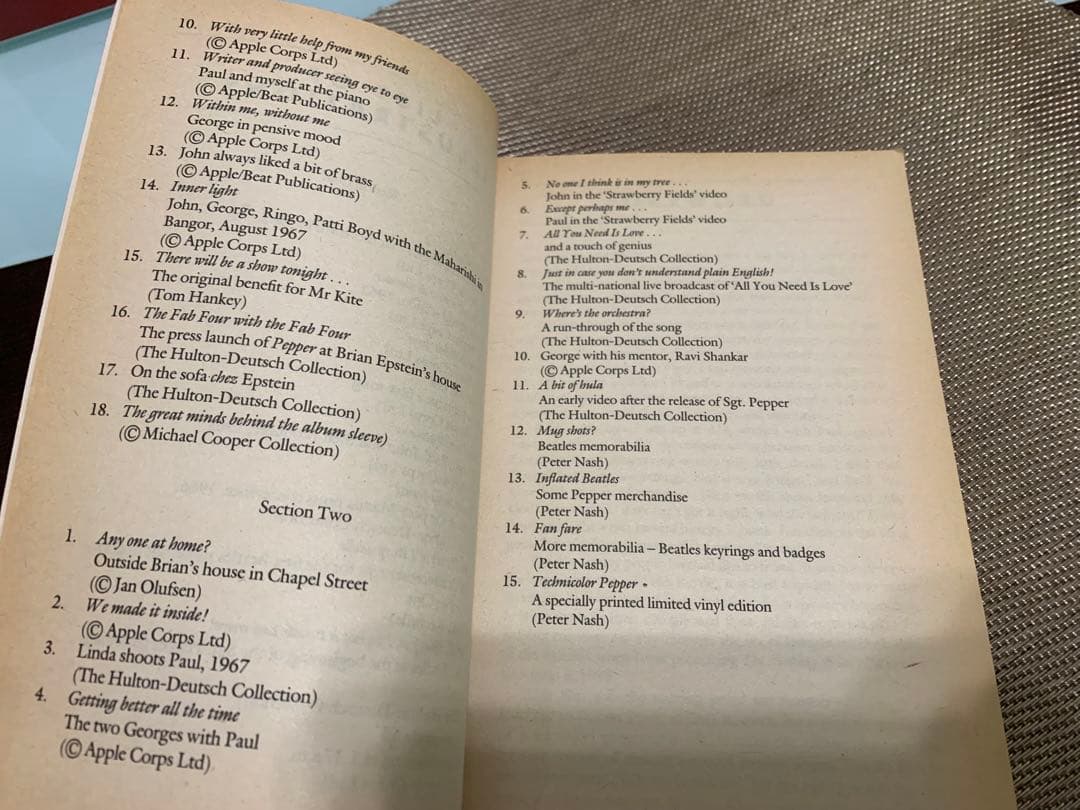 10. With very little help from my friends
(© Apple Corps Ltd)
11. Writer and producer seeing eye to eye
Paul and myself at the piano
(© Apple/Beat Publications)
12. Within me, without me
George in pensive mood
(© Apple Corps Ltd)
13. John always liked a bit of brass
(© Apple/Beat Publications)
14. Inner light
John, George, Ringo, Patti Boyd with the Maharishi in
Bangor, August 1967
(© Apple Corps Ltd)
15. There will be a show tonight . . .
The original benefit for Mr Kite
(Tom Hankey)
16. The Fab Four with the Fab Four
The press launch of Pepper at Brian Epstein's house
(The Hulton-Deutsch Collection)
17. On the sofa chez Epstein
(The Hulton-Deutsch Collection)
18. The great minds behind the album sleeve)
(© Michael Cooper Collection)
Section Two
1. Any one at home?
Outside Brian's house in Chapel Street
(© Jan Olufsen)
2. We made it inside!
(© Apple Corps Ltd)
3. Linda shoots Paul, 1967
(The Hulton-Deutsch Collection)
4. Getting better all the time
The two Georges with Paul
(© Apple Corps Ltd)
5. No one I think is in my tree . . .
John in the 'Strawberry Fields' video
6. Except perhaps me . . .
Paul in the 'Strawberry Fields' video
7. All You Need Is Love . . .
and a touch of genius
(The Hulton-Deutsch Collection)
8. Just in case you don't understand plain English!
The multi-national live broadcast of 'All You Need Is Love'
(The Hulton-Deutsch Collection)
9. Where's the orchestra?
A run-through of the song
(The Hulton-Deutsch Collection)
10. George with his mentor, Ravi Shankar
(© Apple Corps Ltd)
11. A bit of hula
An early video after the release of Sgt. Pepper
(The Hulton-Deutsch Collection)
12. Mug shots?
Beatles memorabilia
(Peter Nash)
13. Inflated Beatles
Some Pepper merchandise
(Peter Nash)
14. Fan fare
More memorabilia – Beatles keyrings and badges
(Peter Nash)
15. Technicolor Pepper
A specially printed limited vinyl edition
(Peter Nash)